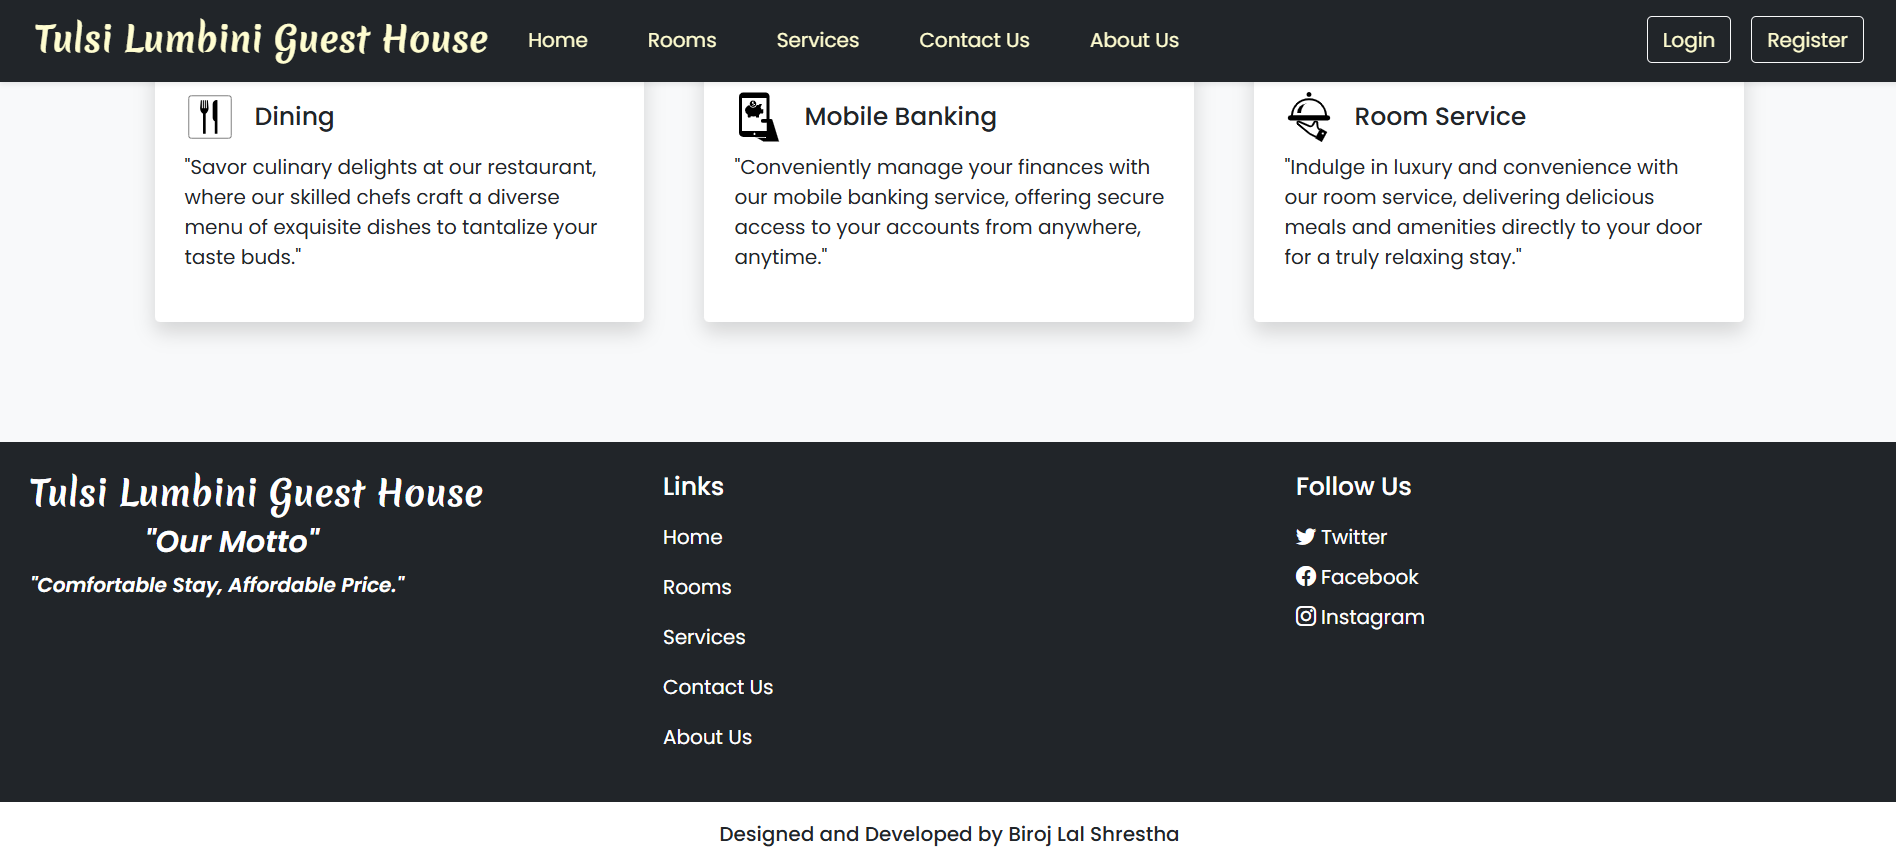 Tulsi Lumbini Guest House Home Rooms Services Contact Us About Us Login Register
Dining
"Savor culinary delights at our restaurant,
where our skilled chefs craft a diverse
menu of exquisite dishes to tantalize your
taste buds."
Mobile Banking
"Conveniently manage your finances with
our mobile banking service, offering secure
access to your accounts from anywhere,
anytime."
Room Service
"Indulge in luxury and convenience with
our room service, delivering delicious
meals and amenities directly to your door
for a truly relaxing stay."
Tulsi Lumbini Guest House
"Our Motto"
"Comfortable Stay, Affordable Price."
Links
Home
Rooms
Services
Contact Us
About Us
Follow Us
Twitter
Facebook
Instagram
Designed and Developed by Biroj Lal Shrestha